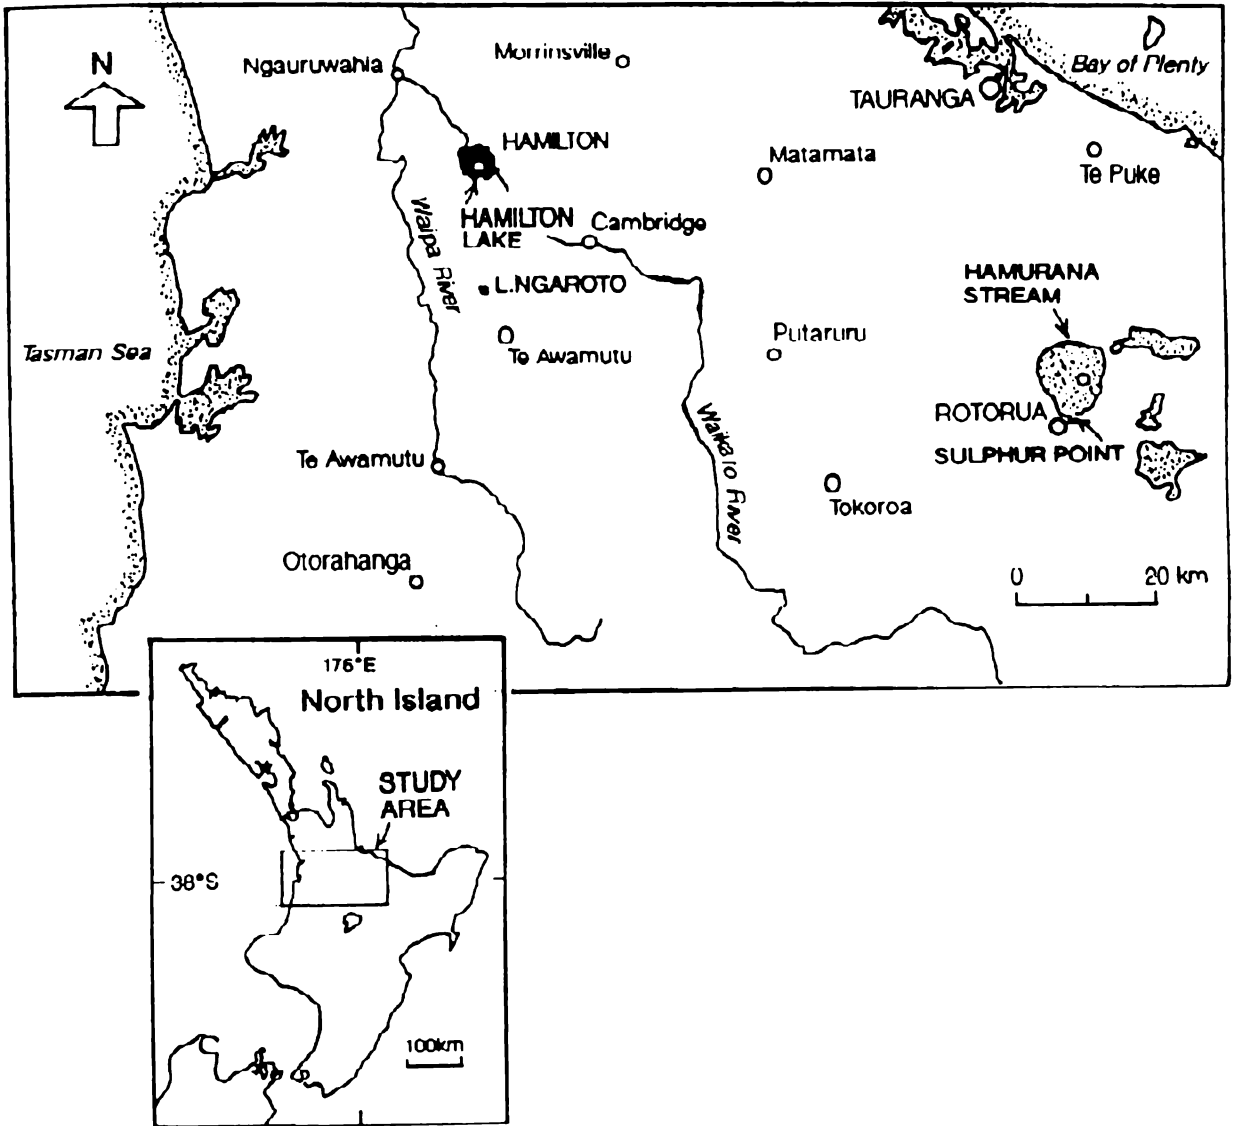 N
Ngauruwahia
Morrinsville
Bay of Plenty
TAURANGA
HAMILTON
Matamata
Te Puke
HAMILTON
LAKE
Cambridge
Waipa River
L.NGAROTO
HAMURANA
STREAM
Tasman Sea
Te Awamutu
Putaruru
ROTORUA
SULPHUR POINT
Waikato River
Te Awamutu
Tokoroa
Otorahanga
0 20 km
176°E
North Island
STUDY
AREA
38°S
100km